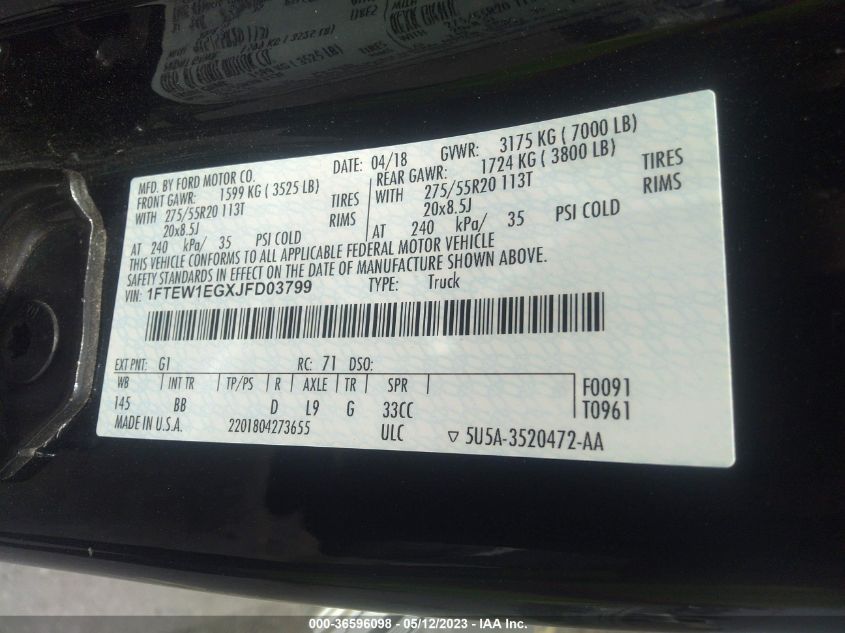 MFD. BY FORD MOTOR CO. DATE: 04/18 GVWR: 3175 KG ( 7000 LB)
FRONT GAWR: 1599 KG ( 3525 LB) REAR GAWR: 1724 KG ( 3800 LB)
WITH 275/55R20 113T TIRES WITH 275/55R20 113T TIRES
20x8.5J RIMS 20x8.5J RIMS
AT 240 kPa/ 35 PSI COLD AT 240 kPa/ 35 PSI COLD
THIS VEHICLE CONFORMS TO ALL APPLICABLE FEDERAL MOTOR VEHICLE
SAFETY STANDARDS IN EFFECT ON THE DATE OF MANUFACTURE SHOWN ABOVE.
VIN: 1FTEW1EGXJFD03799 TYPE: Truck
EXT PNT: G1 RC: 71 DSO:
WB INT TR TP/PS R AXLE TR SPR F0091
145 BB D L9 G 33CC T0961
MADE IN U.S.A. 2201804273655 ULC ▽ 5U5A-3520472-AA
000-36596098 - 05/12/2023 - IAA Inc.